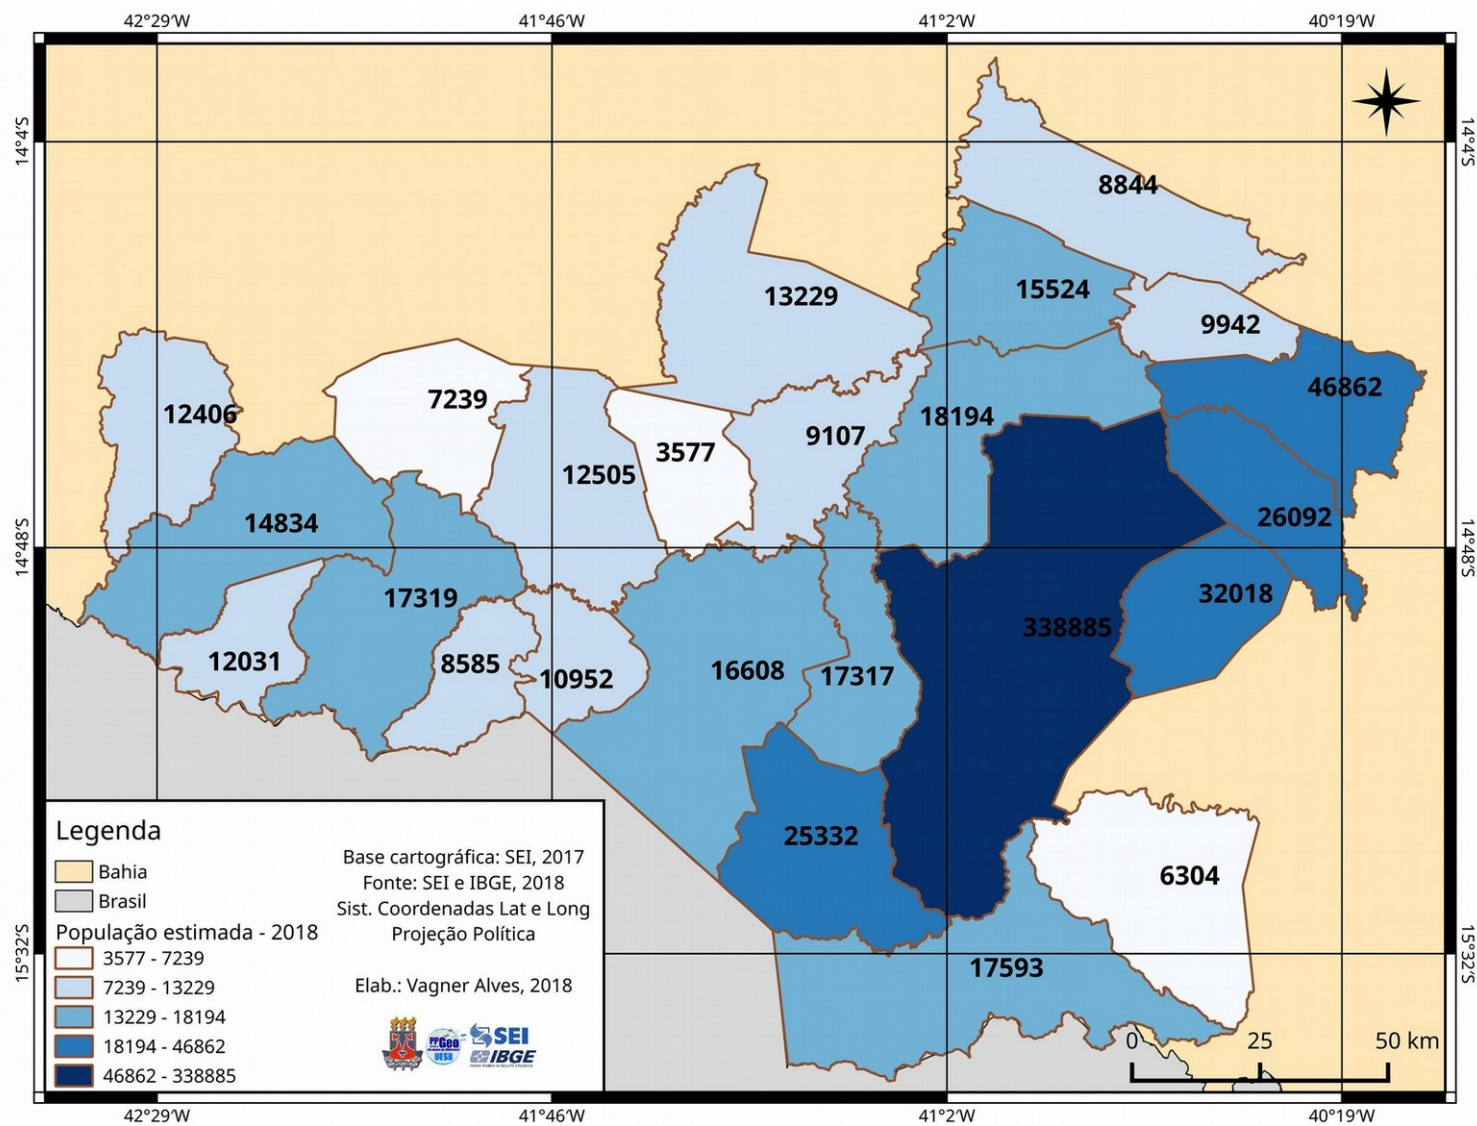 42°29'W 41°46'W 41°2'W 40°19'W
14°4'S 14°4'S
8844
13229
15524
9942
12406
7239
46862
18194
9107
3577
12505
14834
26092
14°48'S 14°48'S
17319
32018
338885
12031
8585
10952
16608
17317
25332
6304
15°32'S 15°32'S
17593
Legenda
Bahia
Brasil
População estimada - 2018
3577 - 7239
7239 - 13229
13229 - 18194
18194 - 46862
46862 - 338885
Base cartográfica: SEI, 2017
Fonte: SEI e IBGE, 2018
Sist. Coordenadas Lat e Long
Projeção Política
Elab.: Vagner Alves, 2018
PPGeo
UESB
SEI
IBGE
0 25 50 km
42°29'W 41°46'W 41°2'W 40°19'W